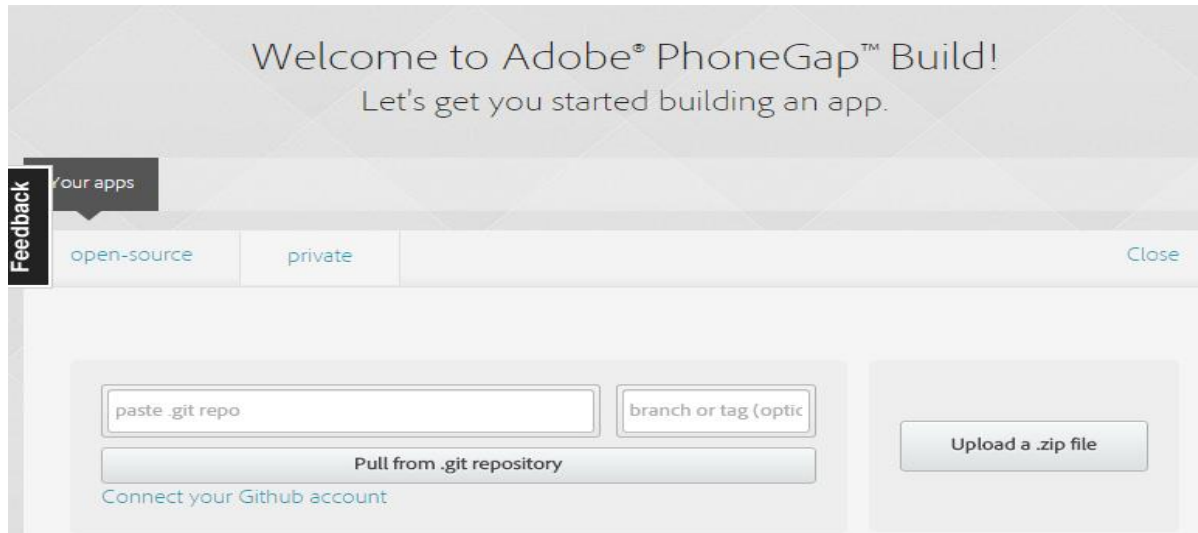 Welcome to Adobe® PhoneGap™ Build!
Let's get you started building an app.
Your apps
Feedback
open-source
private
Close
paste .git repo
branch or tag (optic
Pull from .git repository
Connect your Github account
Upload a .zip file